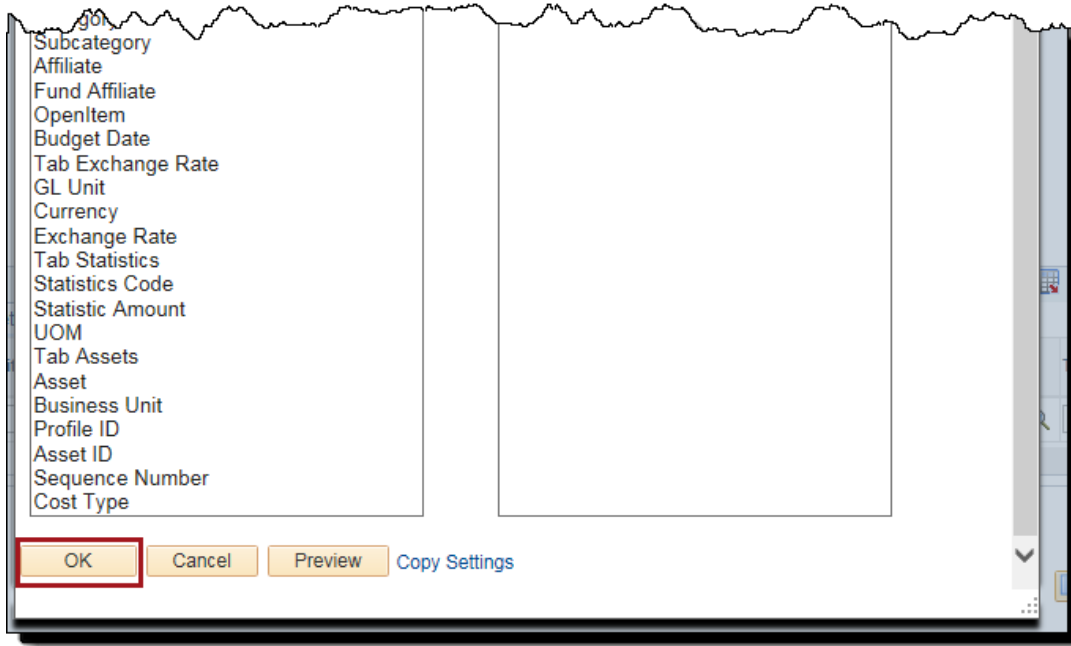 Subcategory
Affiliate
Fund Affiliate
OpenItem
Budget Date
Tab Exchange Rate
GL Unit
Currency
Exchange Rate
Tab Statistics
Statistics Code
Statistic Amount
UOM
Tab Assets
Asset
Business Unit
Profile ID
Asset ID
Sequence Number
Cost Type
OK Cancel Preview Copy Settings